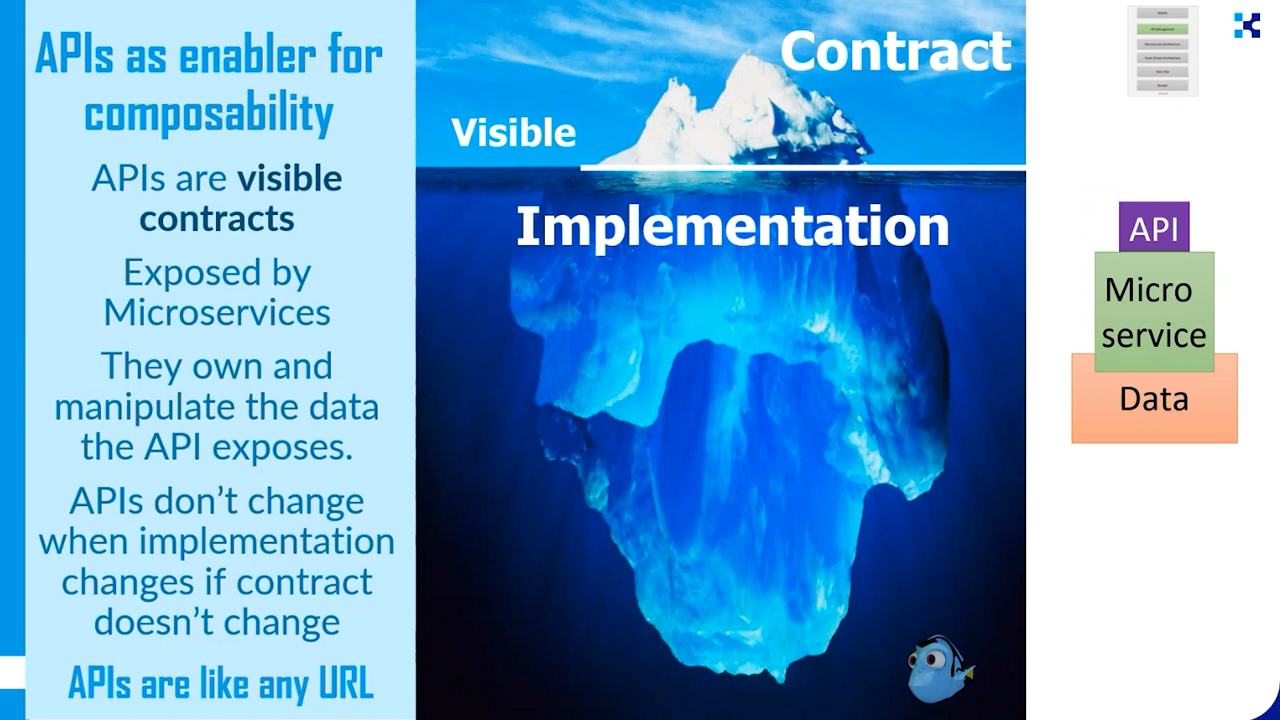 APIs as enabler for
composability
APIs are visible
contracts
Exposed by
Microservices
They own and
manipulate the data
the API exposes.
APIs don’t change
when implementation
changes if contract
doesn’t change
APIs are like any URL
Contract
Visible
Implementation
API
Micro
service
Data